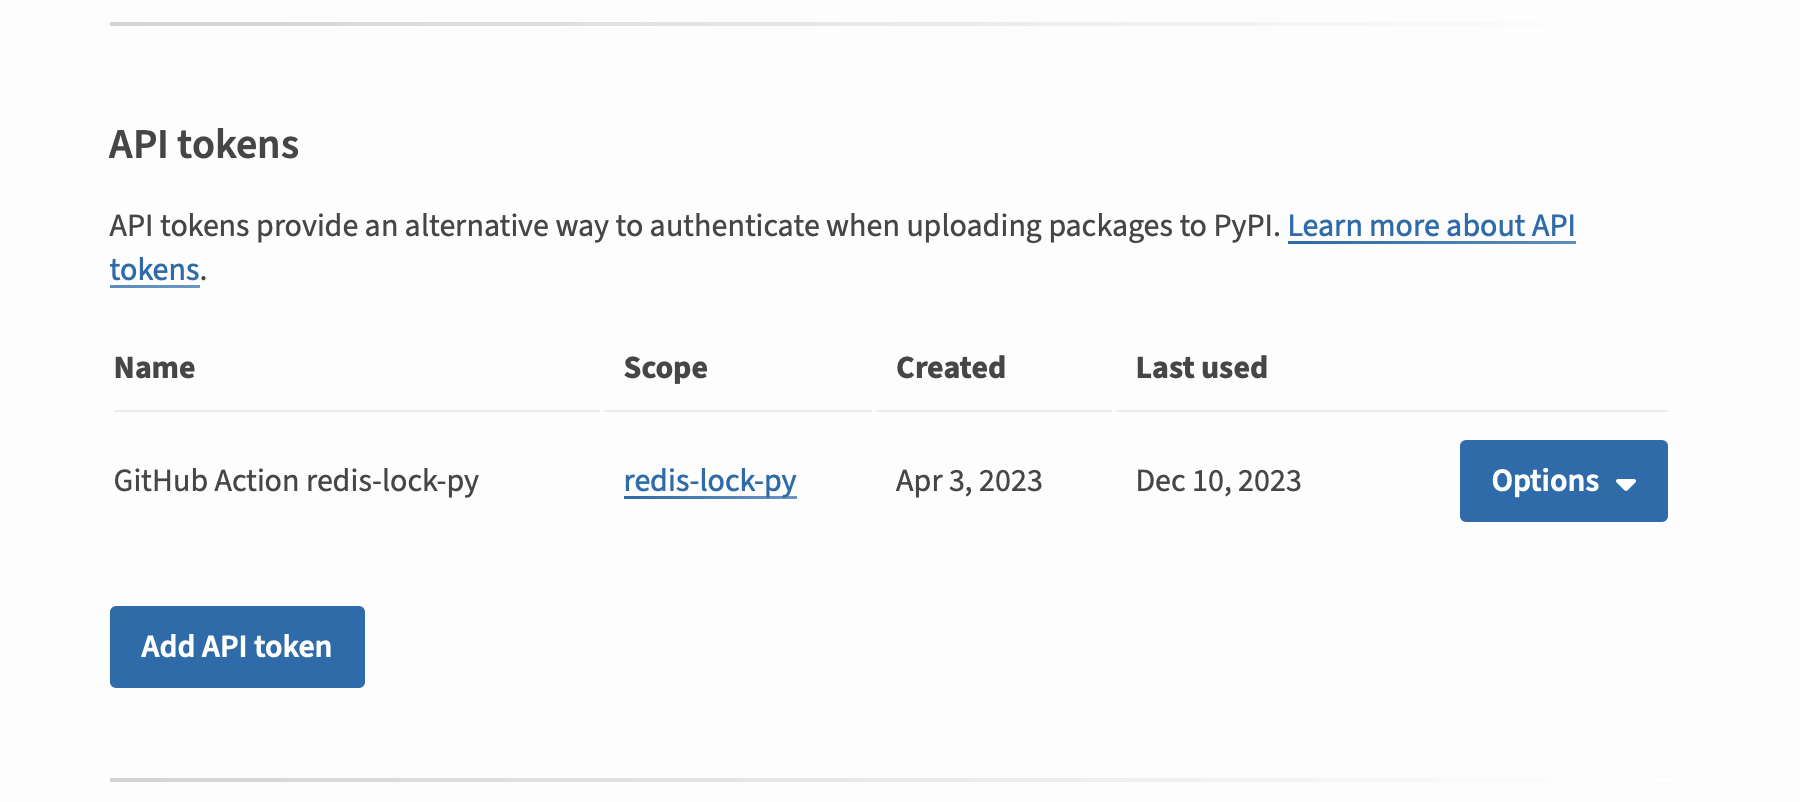 API tokens
API tokens provide an alternative way to authenticate when uploading packages to PyPI. Learn more about API
tokens.
Name Scope Created Last used
GitHub Action redis-lock-py redis-lock-py Apr 3, 2023 Dec 10, 2023 Options
Add API token